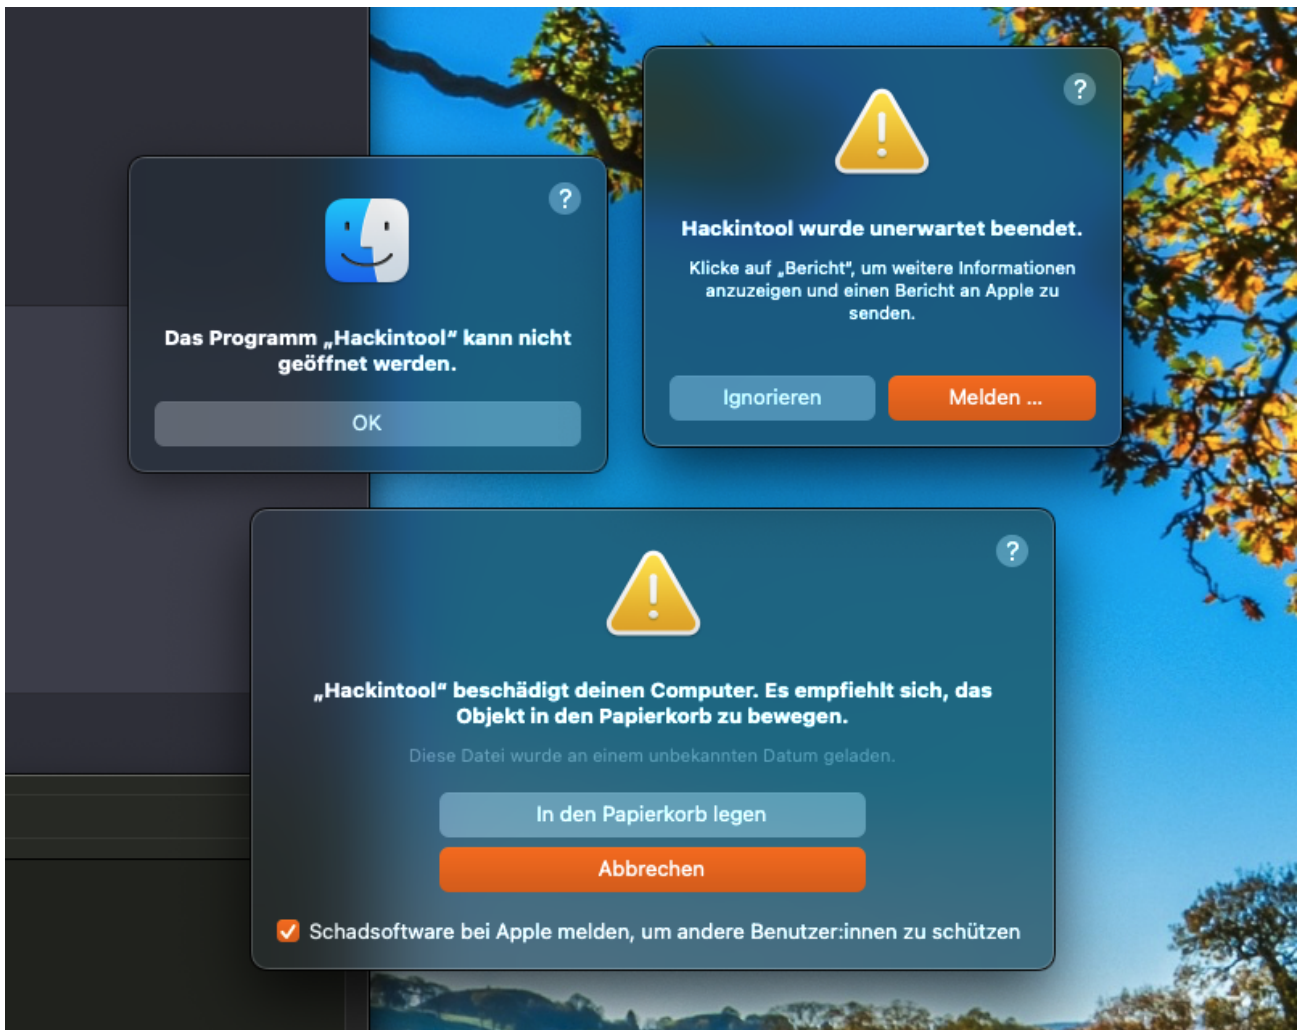 ?
Hackintool wurde unerwartet beendet.
Klicke auf „Bericht“, um weitere Informationen
anzuzeigen und einen Bericht an Apple zu
senden.
Ignorieren
Melden ...
?
Das Programm „Hackintool“ kann nicht
geöffnet werden.
OK
?
„Hackintool“ beschädigt deinen Computer. Es empfiehlt sich, das
Objekt in den Papierkorb zu bewegen.
Diese Datei wurde an einem unbekannten Datum geladen.
In den Papierkorb legen
Abbrechen
Schadsoftware bei Apple melden, um andere Benutzer:innen zu schützen